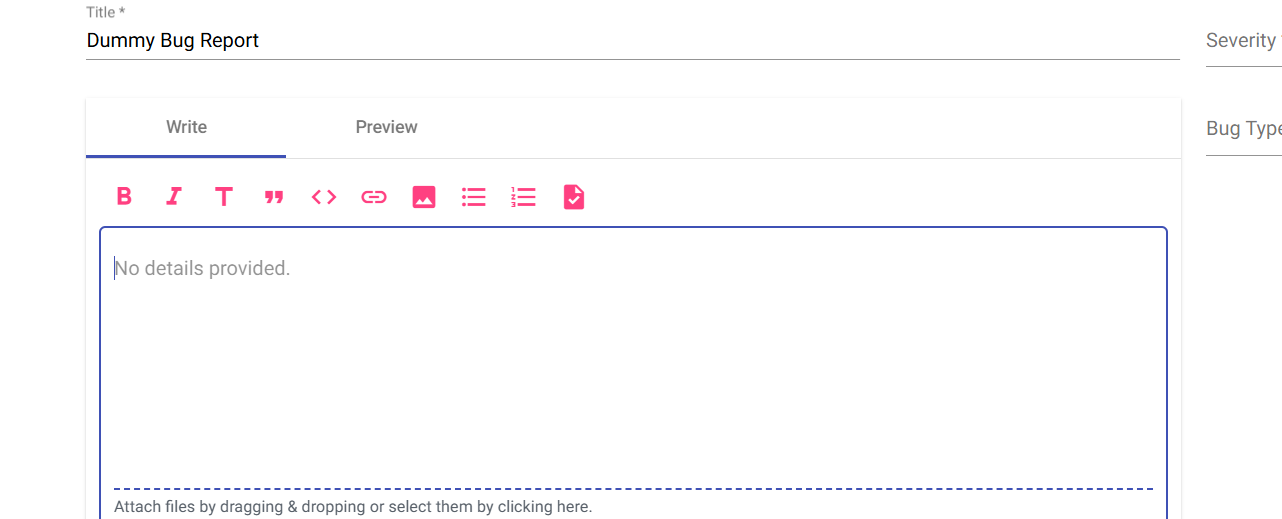 Title *
Dummy Bug Report
Severity
Write
Preview
Bug Type
No details provided.
Attach files by dragging & dropping or select them by clicking here.